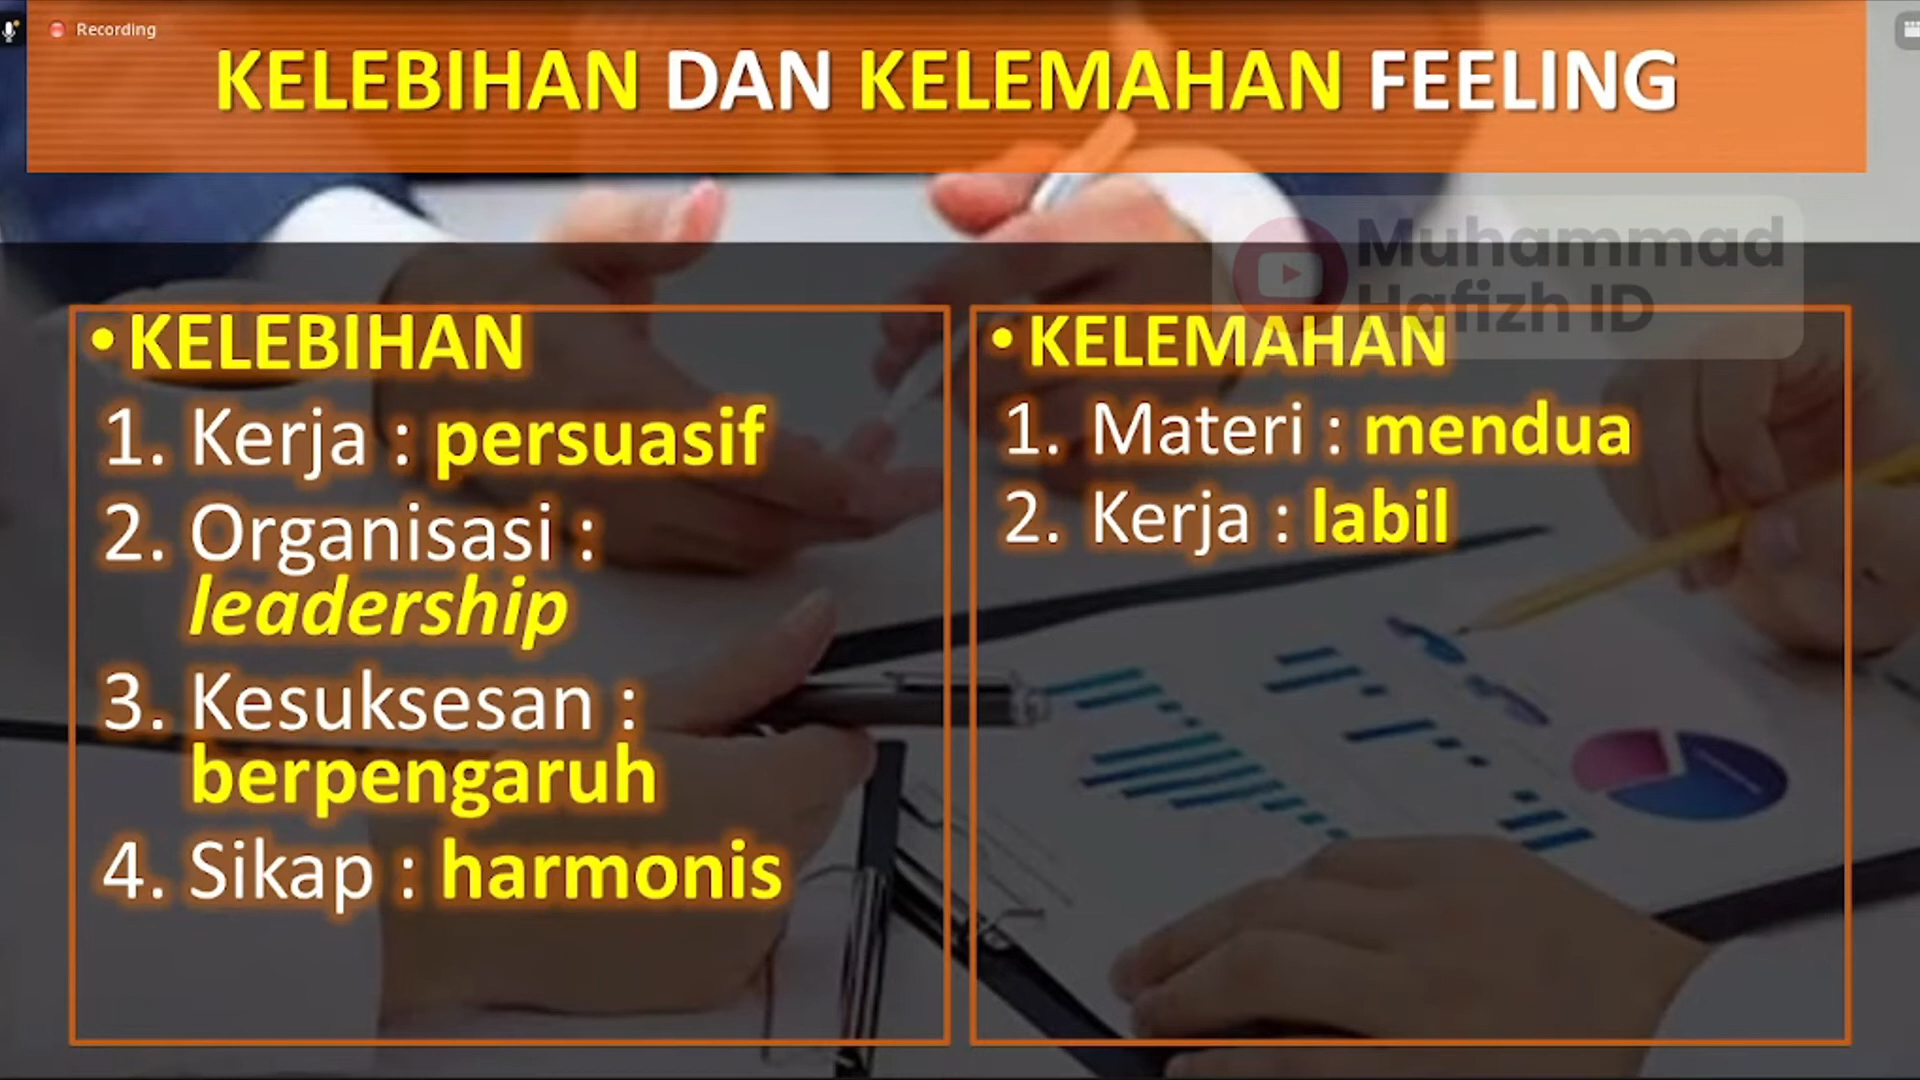 Recording
KELEBIHAN DAN KELEMAHAN FEELING
Muhammad
Hafizh ID
• KELEBIHAN
1. Kerja : persuasif
2. Organisasi :
leadership
3. Kesuksesan :
berpengaruh
4. Sikap : harmonis
• KELEMAHAN
1. Materi : mendua
2. Kerja : labil